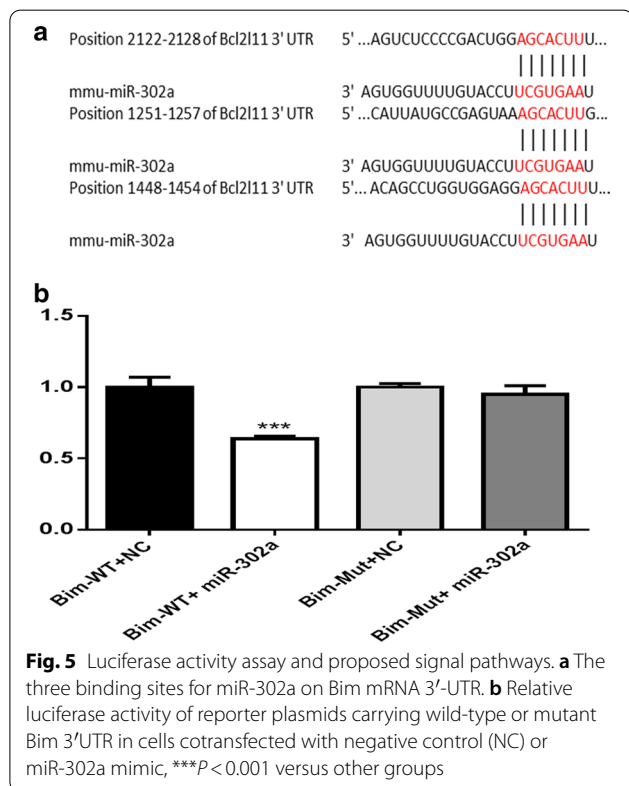 a
Position 2122-2128 of Bcl2l11 3' UTR 5' ...AGUCUCCCCGACUGGAGCACUUU...
mmu-miR-302a 3' AGUGGUUUUGUACCUUCGUGAAU
Position 1251-1257 of Bcl2l11 3' UTR 5'...CAUUAUGCCGAGUAAAGCACUUG...
mmu-miR-302a 3' AGUGGUUUUGUACCUUCGUGAAU
Position 1448-1454 of Bcl2l11 3' UTR 5'... ACAGCCUGGUGGAGGAGCACUUU...
mmu-miR-302a 3' AGUGGUUUUGUACCUUCGUGAAU
b
1.5
1.0
0.5
0.0
***
Bim-WT+NC
Bim-WT+ miR-302a
Bim-Mut+NC
Bim-Mut+ miR-302a
Fig. 5 Luciferase activity assay and proposed signal pathways. a The
three binding sites for miR-302a on Bim mRNA 3′-UTR. b Relative
luciferase activity of reporter plasmids carrying wild-type or mutant
Bim 3′UTR in cells cotransfected with negative control (NC) or
miR-302a mimic, ***P < 0.001 versus other groups